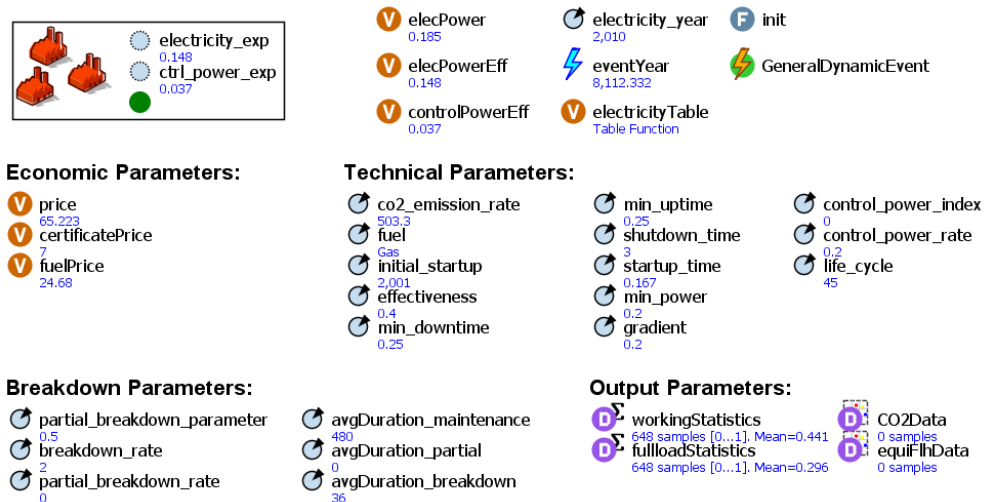 electricity_exp
0.148
ctrl_power_exp
0.037
V elecPower
0.185
V elecPowerEff
0.148
V controlPowerEff
0.037
electricity_year
2,010
eventYear
8,112.332
V electricityTable
Table Function
F init
GeneralDynamicEvent
Economic Parameters:
V price
65.223
V certificatePrice
7
V fuelPrice
24.68
Technical Parameters:
co2_emission_rate
503.3
fuel
Gas
initial_startup
2,001
effectiveness
0.4
min_downtime
0.25
min_uptime
0.25
shutdown_time
3
startup_time
0.167
min_power
0.2
gradient
0.2
control_power_index
0
control_power_rate
0.2
life_cycle
45
Breakdown Parameters:
partial_breakdown_parameter
0.5
breakdown_rate
2
partial_breakdown_rate
0
avgDuration_maintenance
480
avgDuration_partial
0
avgDuration_breakdown
36
Output Parameters:
D Σ workingStatistics
648 samples [0...1]. Mean=0.441
D Σ fullloadStatistics
648 samples [0...1]. Mean=0.296
D CO2Data
0 samples
D equiFlhData
0 samples